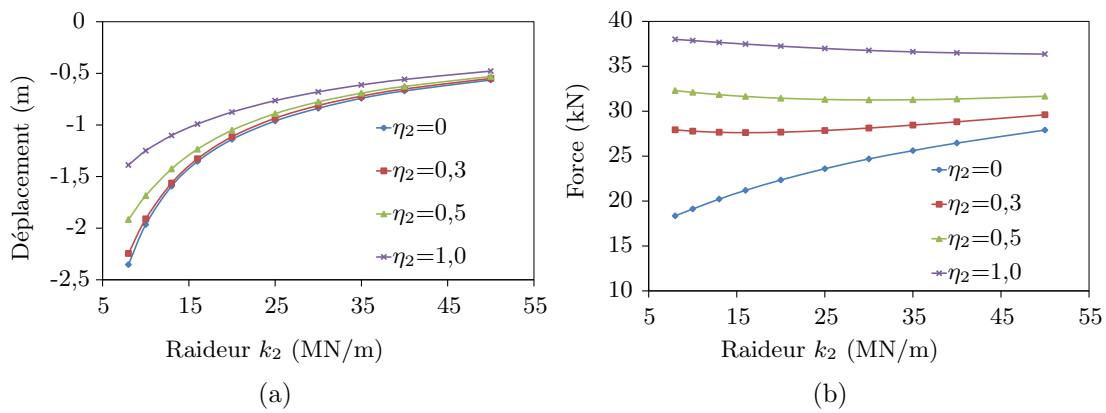 0
-0,5
-1
-1,5
-2
-2,5
5 15 25 35 45 55
Déplacement (m)
Raideur k₂ (MN/m)
η₂=0
η₂=0,3
η₂=0,5
η₂=1,0
(a)
40
35
30
25
20
15
10
5 15 25 35 45 55
Force (kN)
Raideur k₂ (MN/m)
η₂=0
η₂=0,3
η₂=0,5
η₂=1,0
(b)